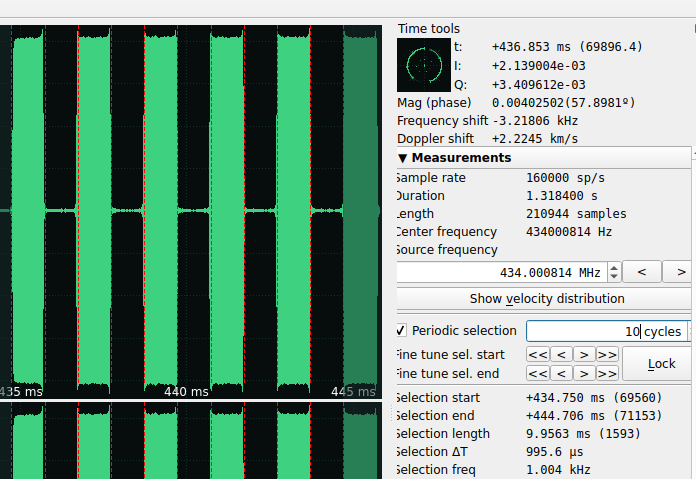 Time tools
t: +436.853 ms (69896.4)
I: +2.139004e-03
Q: +3.409612e-03
Mag (phase) 0.00402502(57.8981º)
Frequency shift -3.21806 kHz
Doppler shift +2.2245 km/s
▼ Measurements
Sample rate 160000 sp/s
Duration 1.318400 s
Length 210944 samples
Center frequency 434000814 Hz
Source frequency
434.000814 MHz < >
Show velocity distribution
Periodic selection 10 cycles
Fine tune sel. start << < > >>
Fine tune sel. end << < > >>
Lock
Selection start +434.750 ms (69560)
Selection end +444.706 ms (71153)
Selection length 9.9563 ms (1593)
Selection ΔT 995.6 µs
Selection freq 1.004 kHz
435 ms 440 ms 445 ms